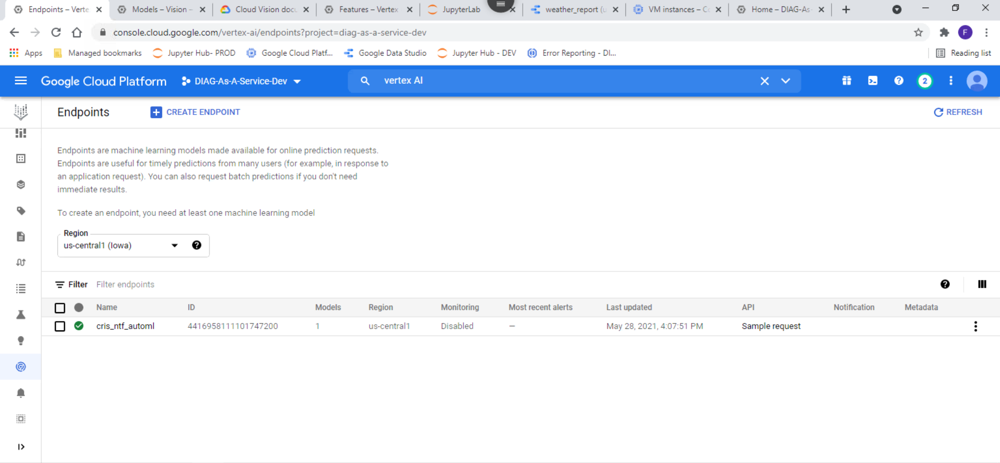 Endpoints – Verte
Models – Vision –
Cloud Vision docu
Features – Vertex
JupyterLab
weather_report (u
VM instances – Co
Home – DIAG-As-
console.cloud.google.com/vertex-ai/endpoints?project=diag-as-a-service-dev
F
Apps
Managed bookmarks
Jupyter Hub- PROD
Google Cloud Platf...
Google Data Studio
Jupyter Hub - DEV
Error Reporting - DI...
Reading list
Google Cloud Platform
DIAG-As-A-Service-Dev
vertex AI
2
Endpoints
CREATE ENDPOINT
REFRESH
Endpoints are machine learning models made available for online prediction requests.
Endpoints are useful for timely predictions from many users (for example, in response to
an application request). You can also request batch predictions if you don't need
immediate results.
To create an endpoint, you need at least one machine learning model
Region
us-central1 (Iowa)
Filter Filter endpoints
Name ID Models Region Monitoring Most recent alerts Last updated API Notification Metadata
cris_ntf_automl 4416958111101747200 1 us-central1 Disabled — May 28, 2021, 4:07:51 PM Sample request